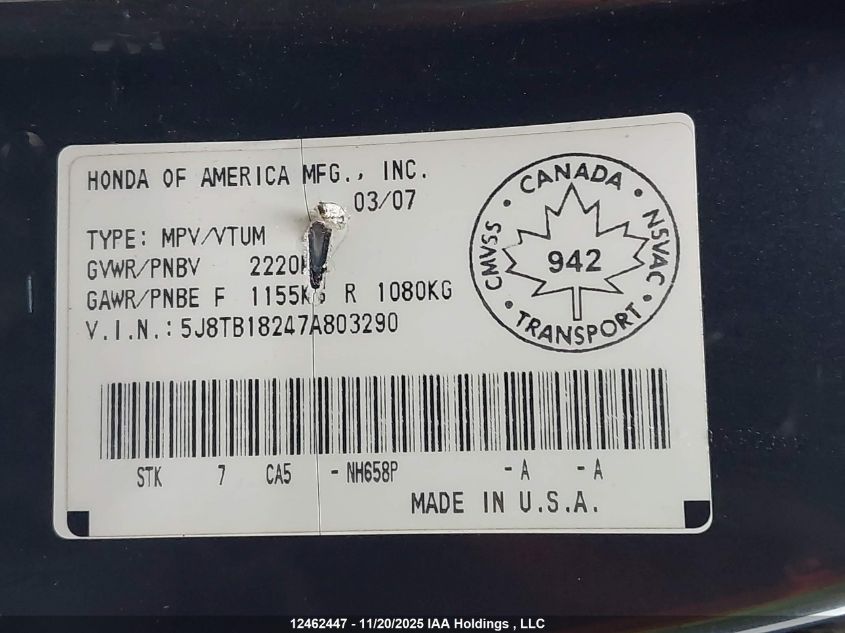 HONDA OF AMERICA MFG., INC.
03/07
TYPE: MPV/VTUM
GVWR/PNBV 2220
GAWR/PNBE F 1155KG R 1080KG
V.I.N.: 5J8TB18247A803290
CANADA
CMVSS NSVAC
942
TRANSPORT
STK 7 CA5 -NH658P -A -A
MADE IN U.S.A.
12462447 - 11/20/2025 IAA Holdings , LLC